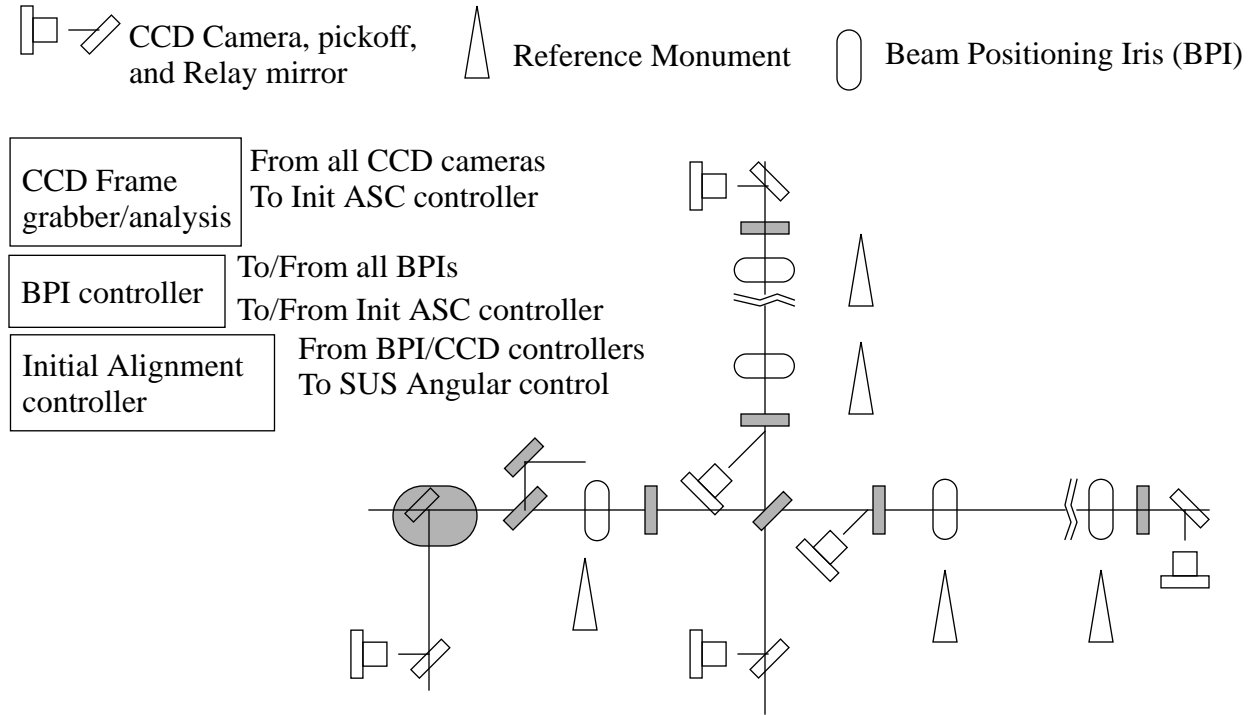 CCD Camera, pickoff,
and Relay mirror
Reference Monument
Beam Positioning Iris (BPI)
CCD Frame
grabber/analysis
From all CCD cameras
To Init ASC controller
BPI controller
To/From all BPIs
To/From Init ASC controller
Initial Alignment
controller
From BPI/CCD controllers
To SUS Angular control